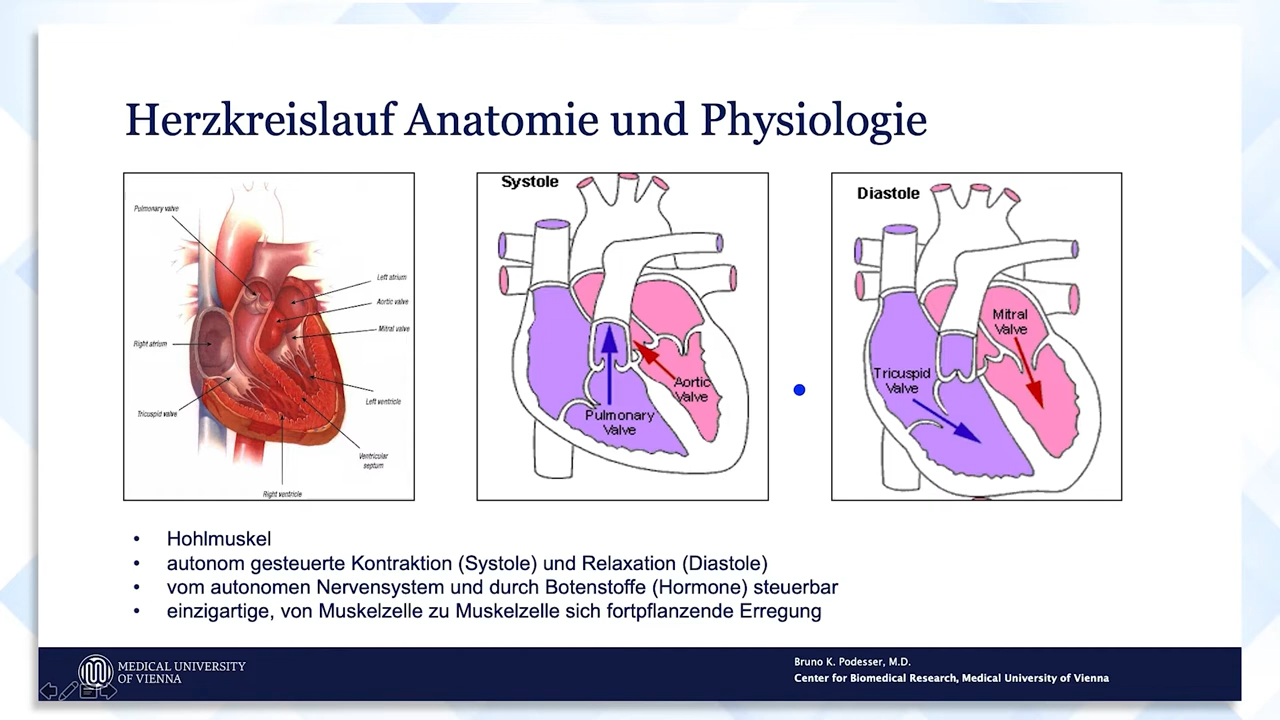 Herzkreislauf Anatomie und Physiologie
Pulmonary valve
Left atrium
Aortic valve
Mitral valve
Right atrium
Left ventricle
Tricuspid valve
Ventricular
septum
Right ventricle
Systole
Aortic
Valve
Pulmonary
Valve
Diastole
Mitral
Valve
Tricuspid
Valve
• Hohlmuskel
• autonom gesteuerte Kontraktion (Systole) und Relaxation (Diastole)
• vom autonomen Nervensystem und durch Botenstoffe (Hormone) steuerbar
• einzigartige, von Muskelzelle zu Muskelzelle sich fortpflanzende Erregung
MEDICAL UNIVERSITY
OF VIENNA
Bruno K. Podesser, M.D.
Center for Biomedical Research, Medical University of Vienna